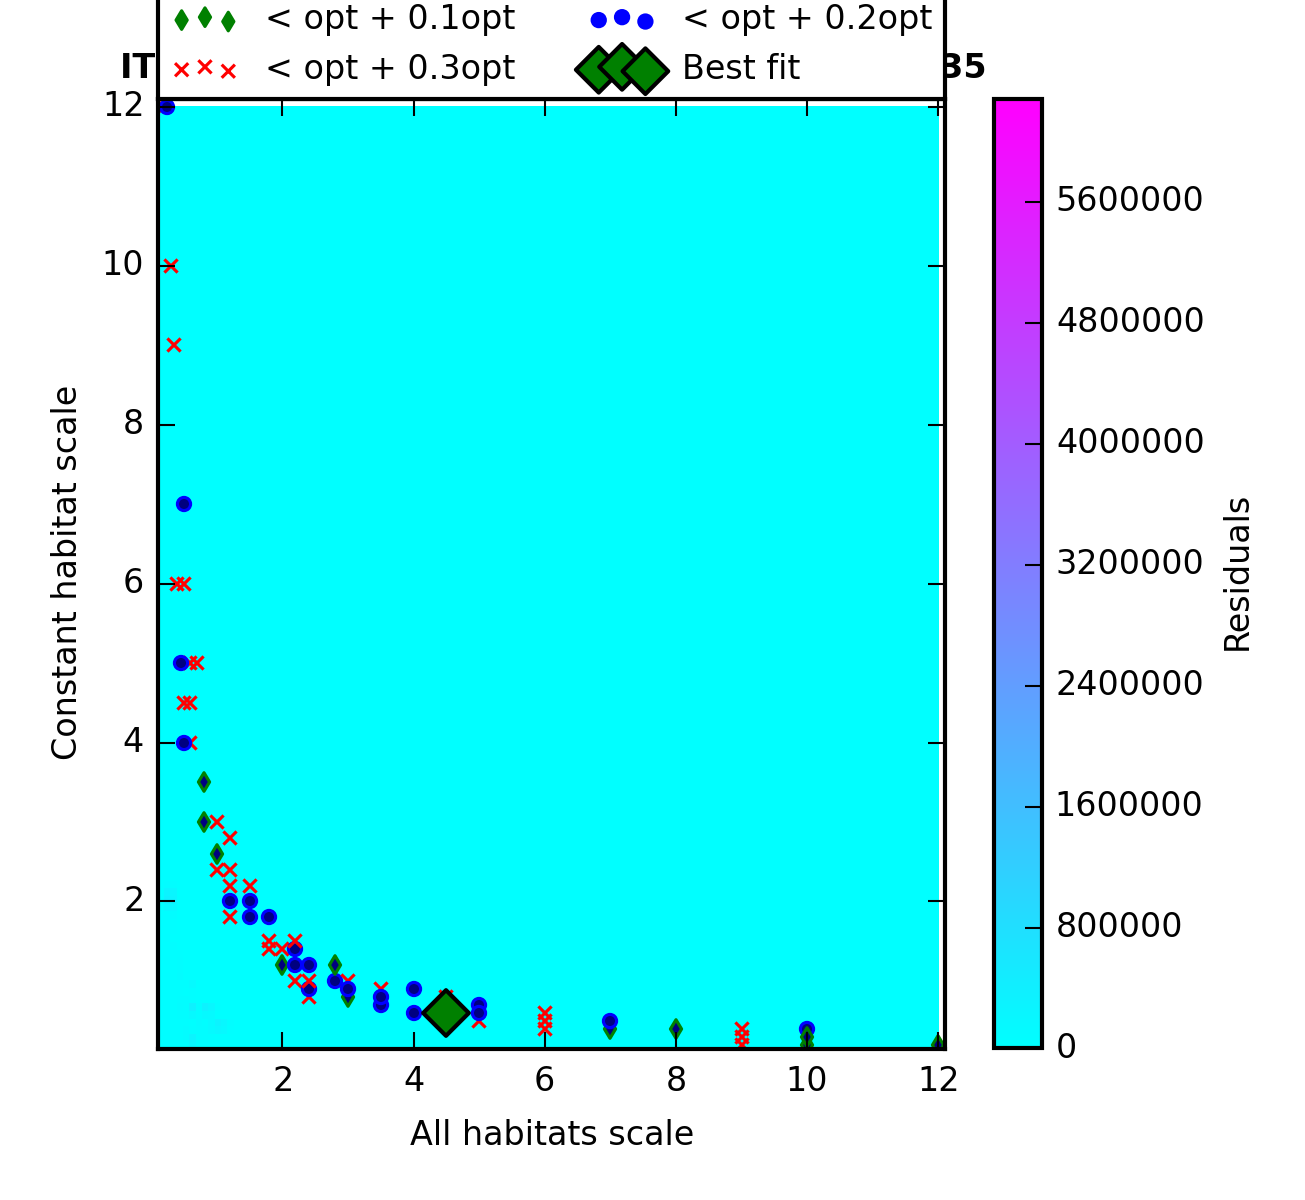 < opt + 0.1opt < opt + 0.2opt
< opt + 0.3opt Best fit
IT 35
12
10
8
6
4
2
Constant habitat scale
2 4 6 8 10 12
All habitats scale
5600000
4800000
4000000
3200000
2400000
1600000
800000
0
Residuals